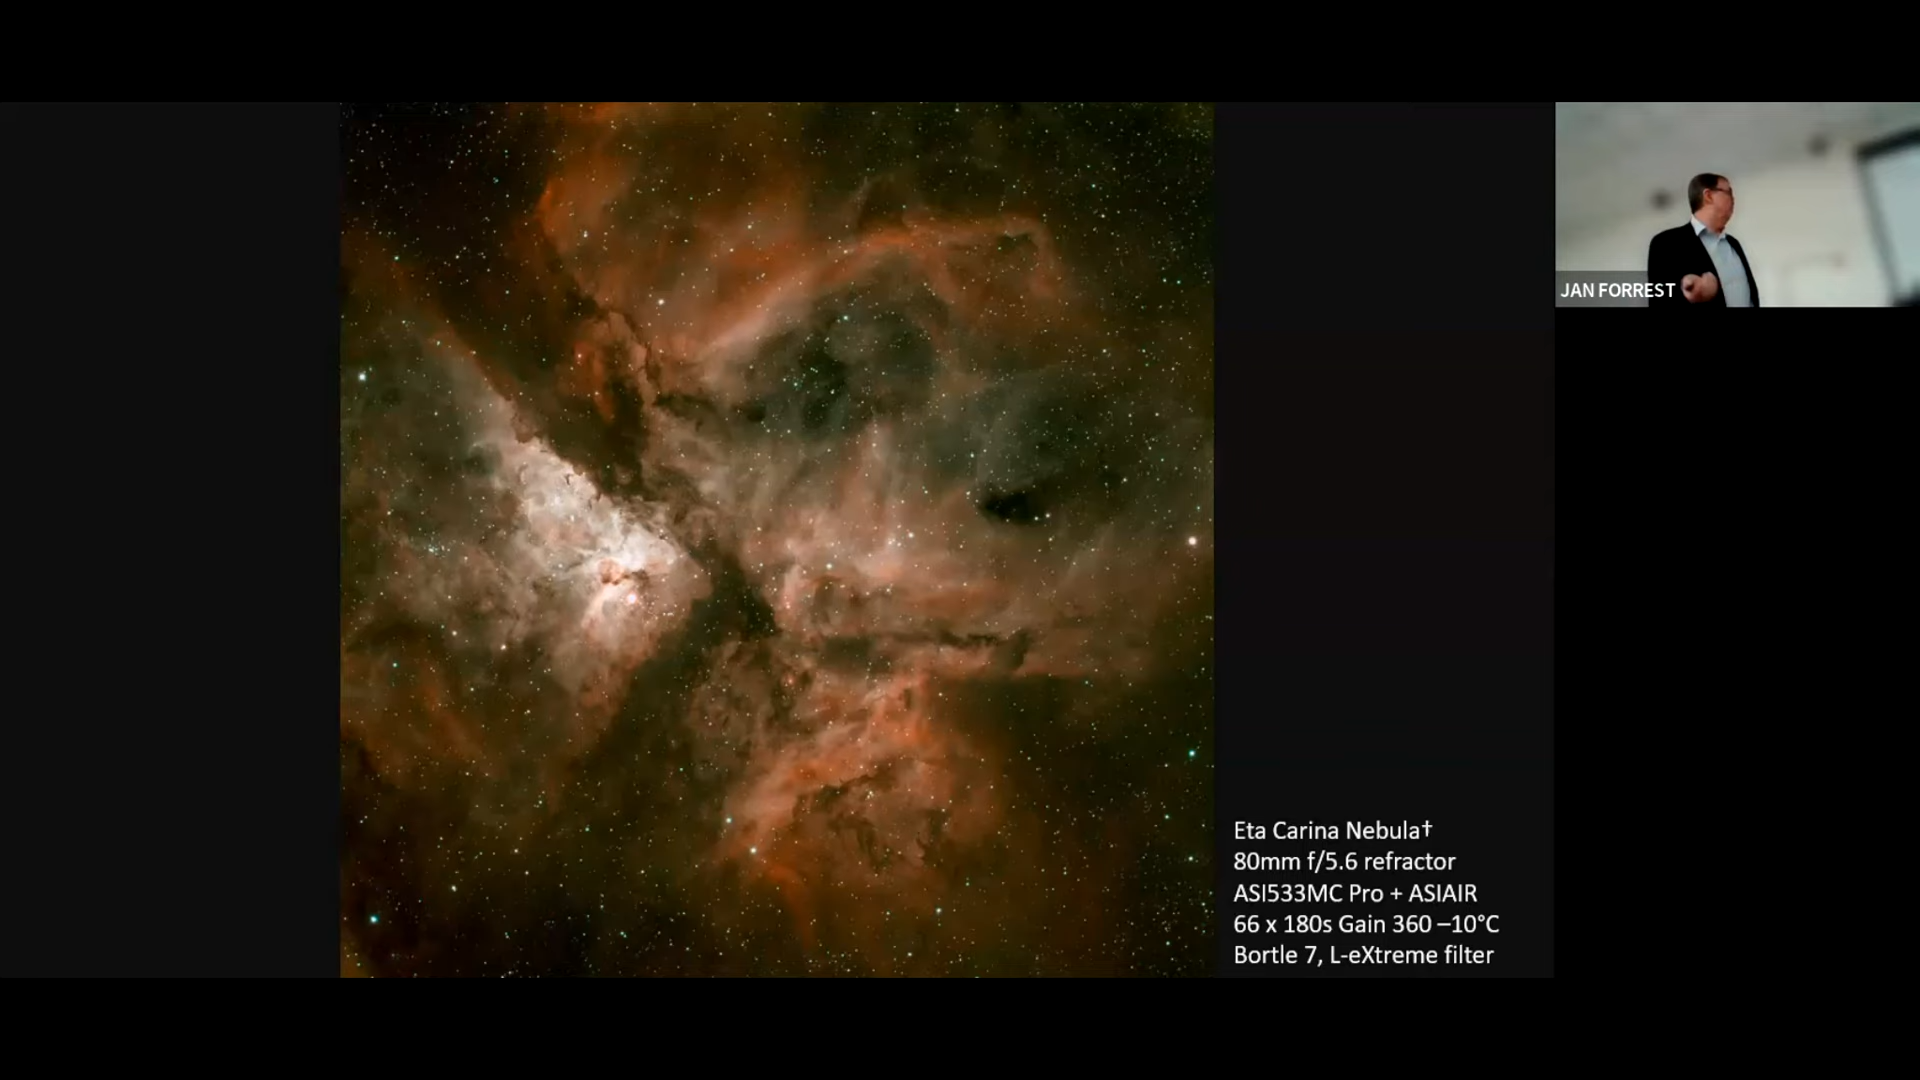 JAN FORREST
Eta Carina Nebula†
80mm f/5.6 refractor
ASI533MC Pro + ASIAIR
66 x 180s Gain 360 –10°C
Bortle 7, L-eXtreme filter